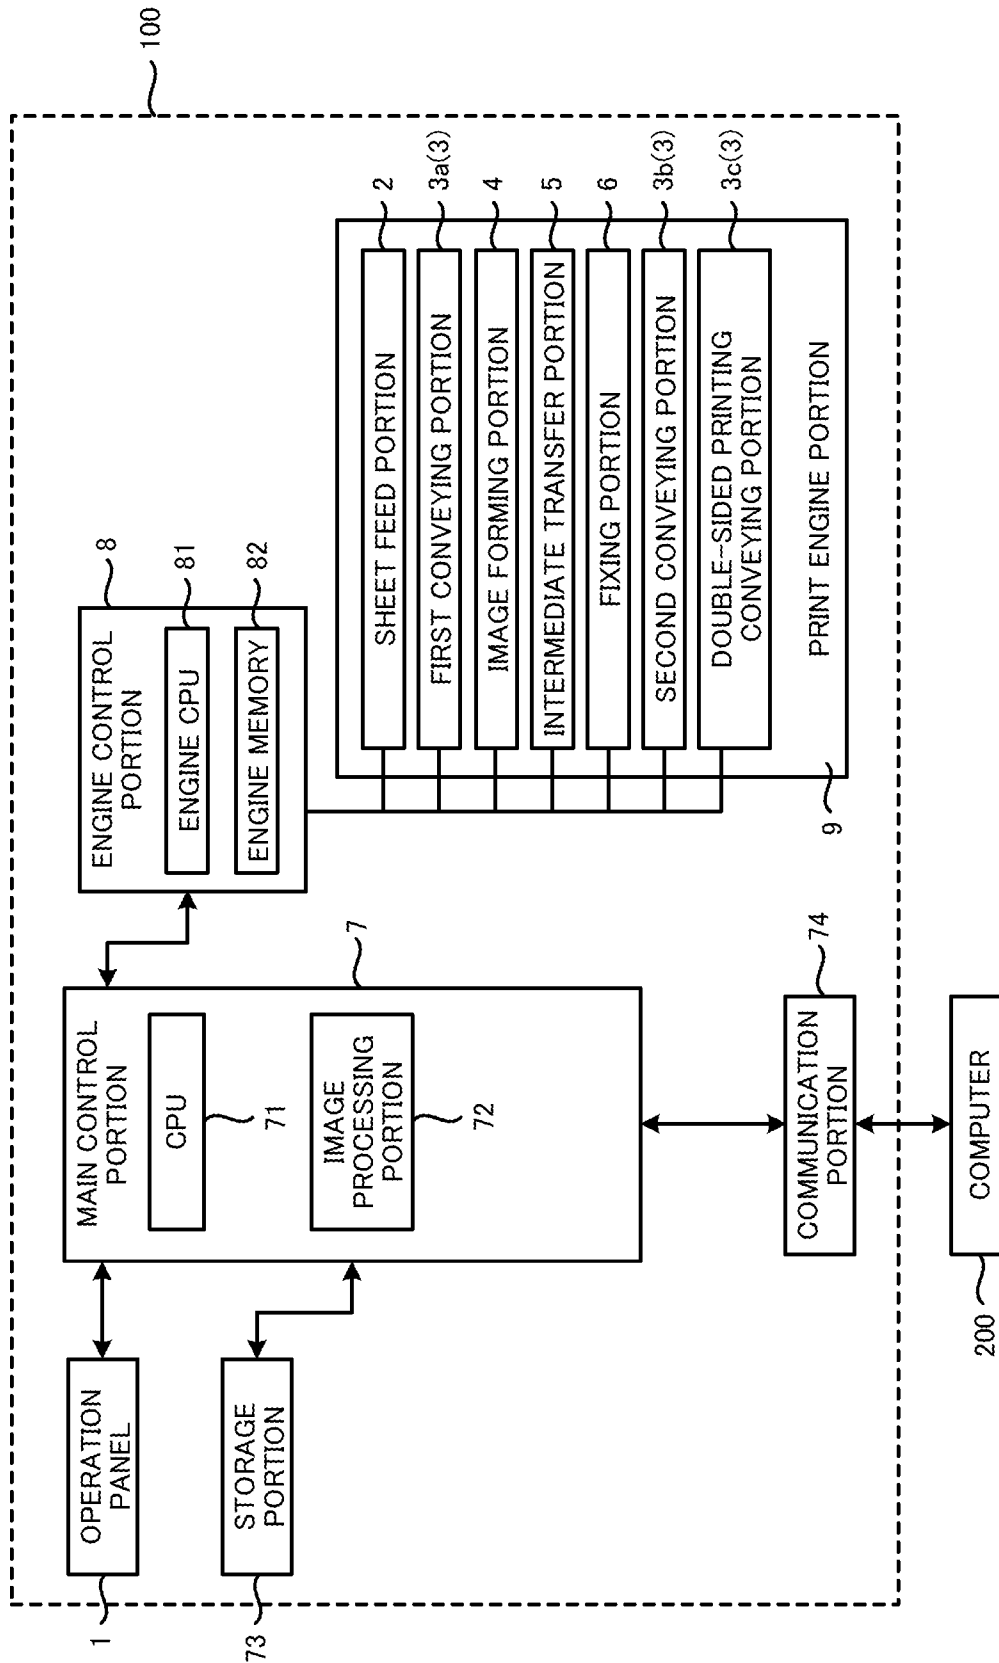 100
OPERATION
PANEL
1
STORAGE
PORTION
73
MAIN CONTROL
PORTION
7
CPU
71
IMAGE
PROCESSING
PORTION
72
COMMUNICATION
PORTION
74
COMPUTER
200
ENGINE CONTROL
PORTION
8
ENGINE CPU
81
ENGINE MEMORY
82
SHEET FEED PORTION
2
FIRST CONVEYING PORTION
3a(3)
IMAGE FORMING PORTION
4
INTERMEDIATE TRANSFER PORTION
5
FIXING PORTION
6
SECOND CONVEYING PORTION
3b(3)
DOUBLE-SIDED PRINTING
CONVEYING PORTION
3c(3)
PRINT ENGINE PORTION
9